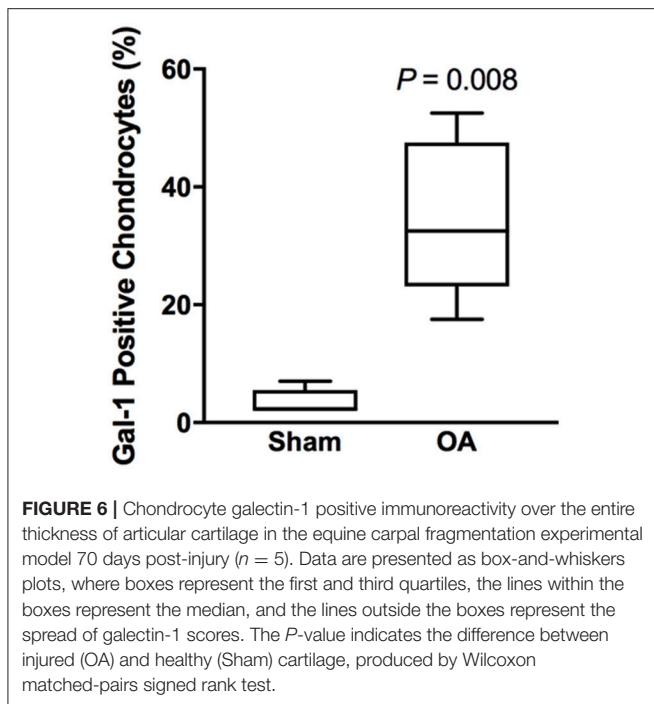 Gal-1 Positive Chondrocytes (%)
60
40
20
0
P = 0.008
Sham
OA
FIGURE 6 | Chondrocyte galectin-1 positive immunoreactivity over the entire
thickness of articular cartilage in the equine carpal fragmentation experimental
model 70 days post-injury (n = 5). Data are presented as box-and-whiskers
plots, where boxes represent the first and third quartiles, the lines within the
boxes represent the median, and the lines outside the boxes represent the
spread of galectin-1 scores. The P-value indicates the difference between
injured (OA) and healthy (Sham) cartilage, produced by Wilcoxon
matched-pairs signed rank test.